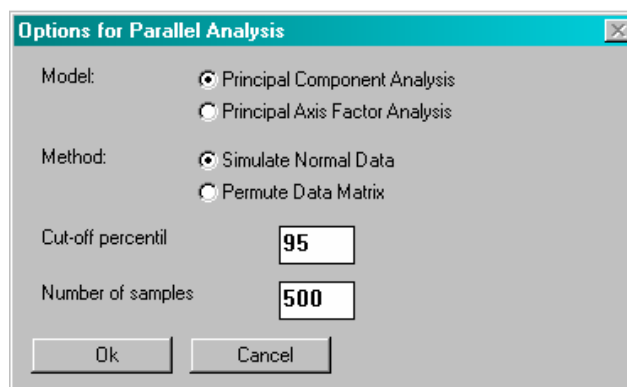 Options for Parallel Analysis
Model:
Principal Component Analysis
Principal Axis Factor Analysis
Method:
Simulate Normal Data
Permute Data Matrix
Cut-off percentil
95
Number of samples
500
Ok
Cancel